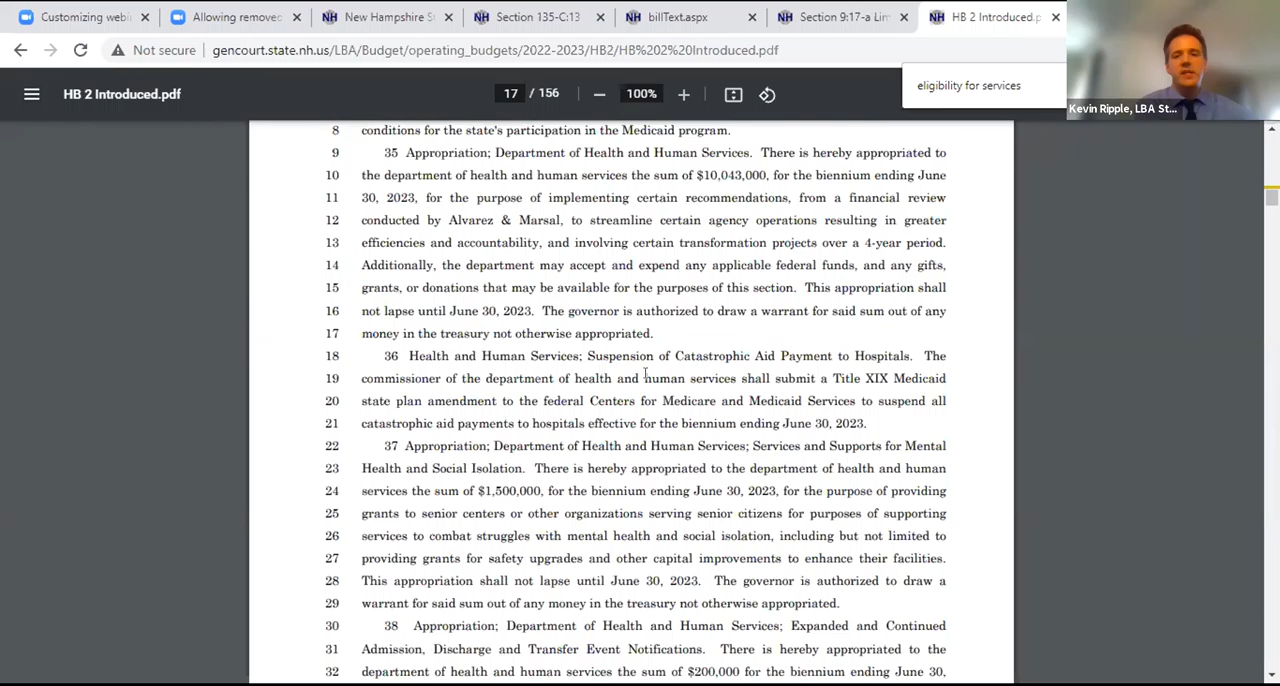 Customizing webi
Allowing removed
New Hampshire S
Section 135-C:13
billText.aspx
Section 9:17-a Lim
HB 2 Introduced.p
Not secure
gencourt.state.nh.us/LBA/Budget/operating_budgets/2022-2023/HB2/HB%202%20Introduced.pdf
HB 2 Introduced.pdf
17 / 156
100%
eligibility for services
Kevin Ripple, LBA St...
8 conditions for the state's participation in the Medicaid program.
9 35 Appropriation; Department of Health and Human Services. There is hereby appropriated to
10 the department of health and human services the sum of $10,043,000, for the biennium ending June
11 30, 2023, for the purpose of implementing certain recommendations, from a financial review
12 conducted by Alvarez & Marsal, to streamline certain agency operations resulting in greater
13 efficiencies and accountability, and involving certain transformation projects over a 4-year period.
14 Additionally, the department may accept and expend any applicable federal funds, and any gifts,
15 grants, or donations that may be available for the purposes of this section. This appropriation shall
16 not lapse until June 30, 2023. The governor is authorized to draw a warrant for said sum out of any
17 money in the treasury not otherwise appropriated.
18 36 Health and Human Services; Suspension of Catastrophic Aid Payment to Hospitals. The
19 commissioner of the department of health and human services shall submit a Title XIX Medicaid
20 state plan amendment to the federal Centers for Medicare and Medicaid Services to suspend all
21 catastrophic aid payments to hospitals effective for the biennium ending June 30, 2023.
22 37 Appropriation; Department of Health and Human Services; Services and Supports for Mental
23 Health and Social Isolation. There is hereby appropriated to the department of health and human
24 services the sum of $1,500,000, for the biennium ending June 30, 2023, for the purpose of providing
25 grants to senior centers or other organizations serving senior citizens for purposes of supporting
26 services to combat struggles with mental health and social isolation, including but not limited to
27 providing grants for safety upgrades and other capital improvements to enhance their facilities.
28 This appropriation shall not lapse until June 30, 2023. The governor is authorized to draw a
29 warrant for said sum out of any money in the treasury not otherwise appropriated.
30 38 Appropriation; Department of Health and Human Services; Expanded and Continued
31 Admission, Discharge and Transfer Event Notifications. There is hereby appropriated to the
32 department of health and human services the sum of $200,000 for the biennium ending June 30,